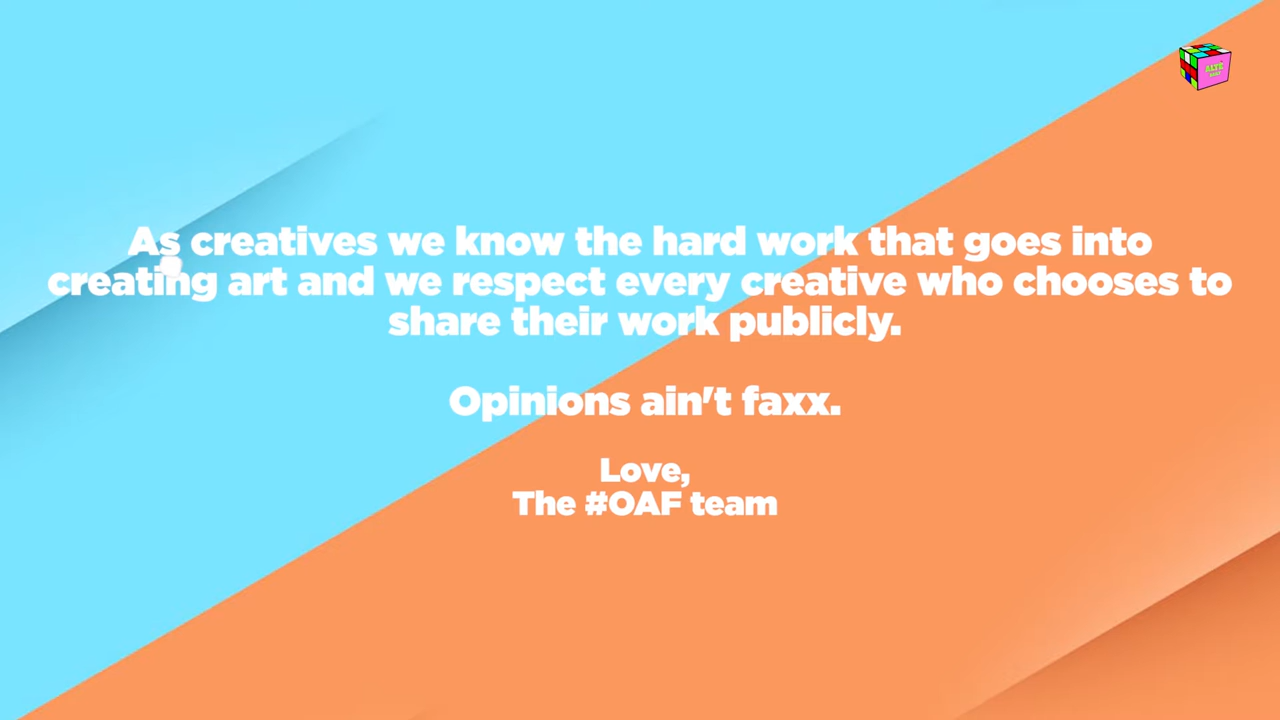 As creatives we know the hard work that goes into
creating art and we respect every creative who chooses to
share their work publicly.
Opinions ain't faxx.
Love,
The #OAF team